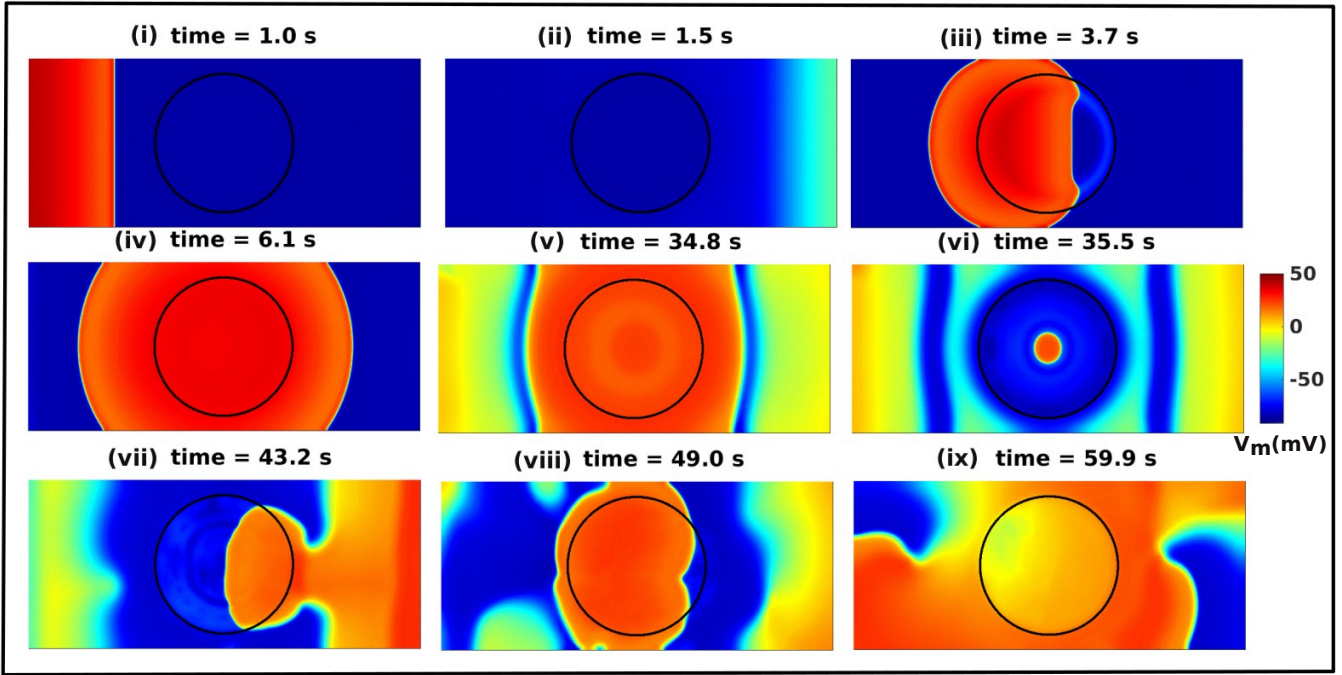 (i) time = 1.0 s
(ii) time = 1.5 s
(iii) time = 3.7 s
(iv) time = 6.1 s
(v) time = 34.8 s
(vi) time = 35.5 s
50
0
-50
Vm(mV)
(vii) time = 43.2 s
(viii) time = 49.0 s
(ix) time = 59.9 s